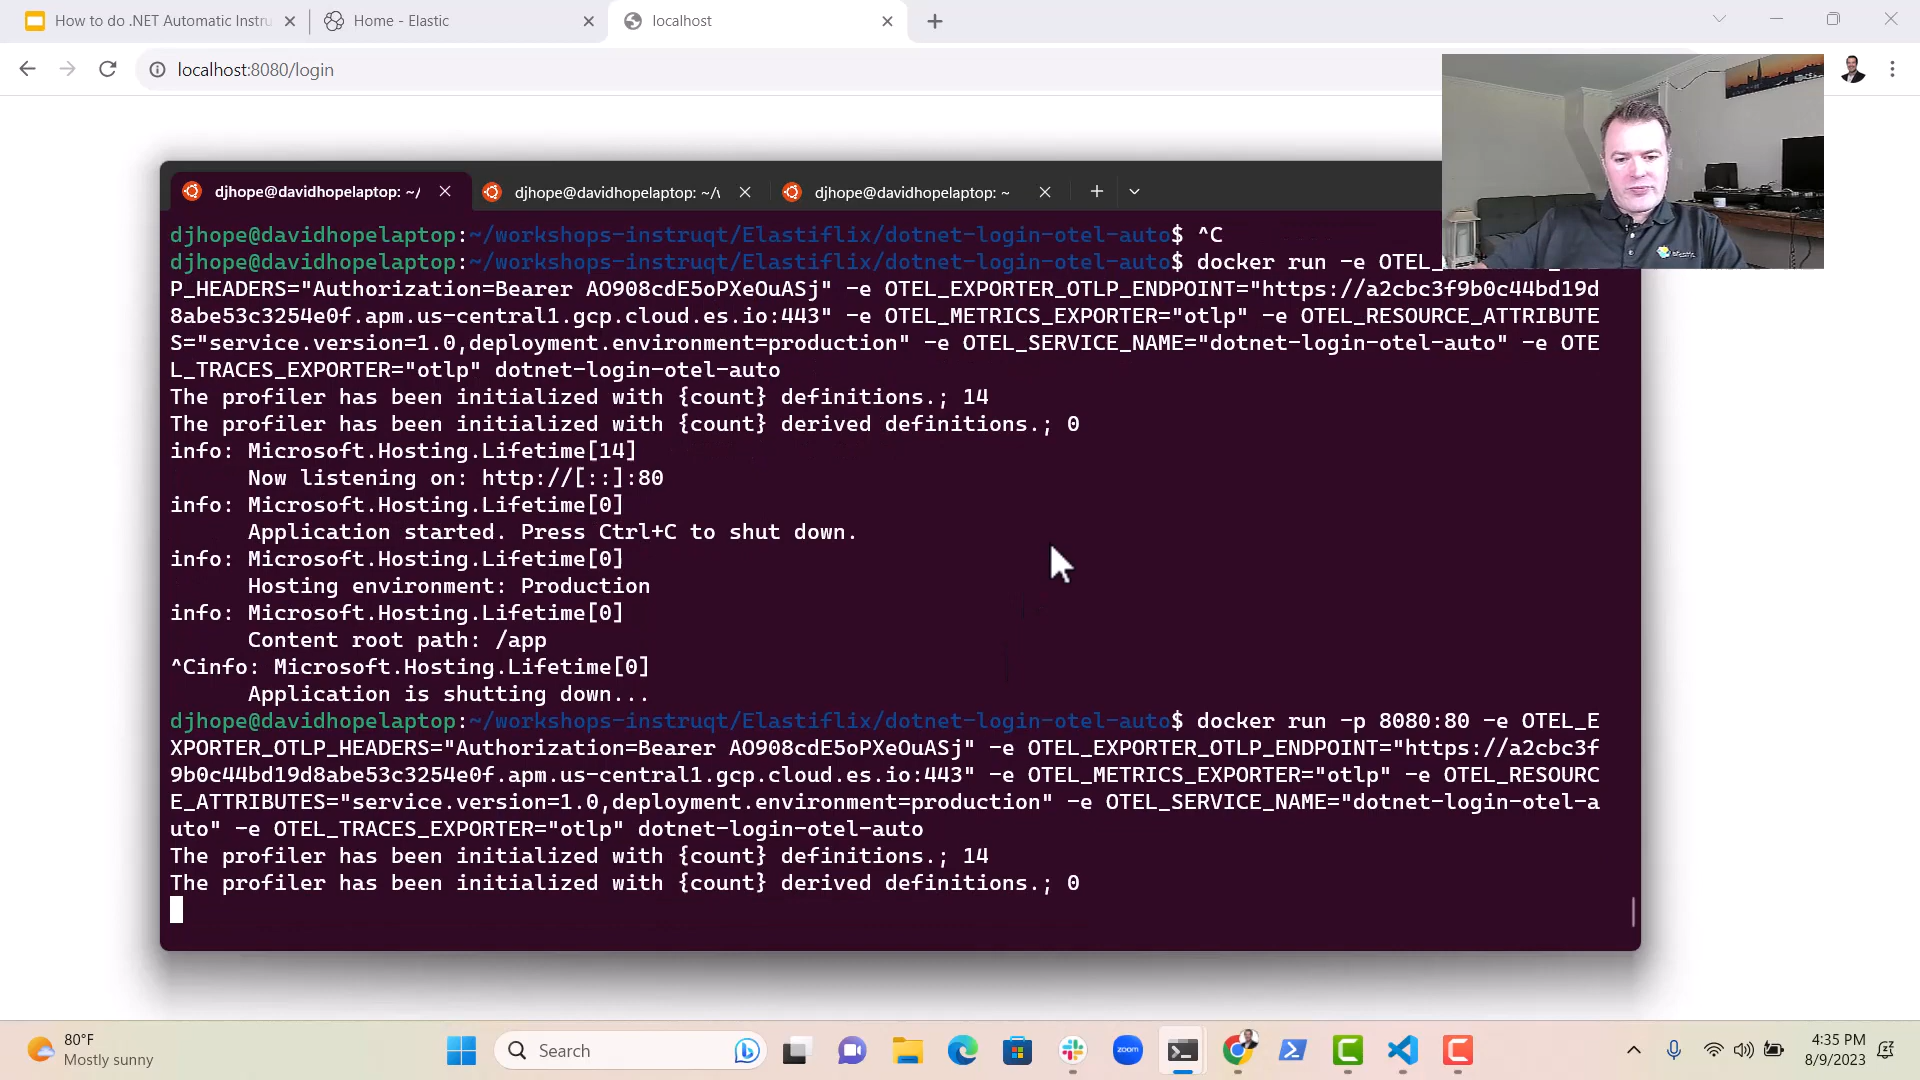 How to do .NET Automatic Instru
Home - Elastic
localhost
localhost:8080/login
djhope@davidhopelaptop: ~/
djhope@davidhopelaptop: ~/\
djhope@davidhopelaptop: ~
djhope@davidhopelaptop:~/workshops-instruqt/Elastiflix/dotnet-login-otel-auto$ ^C
djhope@davidhopelaptop:~/workshops-instruqt/Elastiflix/dotnet-login-otel-auto$ docker run -e OTEL_
P_HEADERS="Authorization=Bearer AO908cdE5oPXeOuASj" -e OTEL_EXPORTER_OTLP_ENDPOINT="https://a2cbc3f9b0c44bd19d
8abe53c3254e0f.apm.us-central1.gcp.cloud.es.io:443" -e OTEL_METRICS_EXPORTER="otlp" -e OTEL_RESOURCE_ATTRIBUTE
S="service.version=1.0,deployment.environment=production" -e OTEL_SERVICE_NAME="dotnet-login-otel-auto" -e OTE
L_TRACES_EXPORTER="otlp" dotnet-login-otel-auto
The profiler has been initialized with {count} definitions.; 14
The profiler has been initialized with {count} derived definitions.; 0
info: Microsoft.Hosting.Lifetime[14]
Now listening on: http://[::]:80
info: Microsoft.Hosting.Lifetime[0]
Application started. Press Ctrl+C to shut down.
info: Microsoft.Hosting.Lifetime[0]
Hosting environment: Production
info: Microsoft.Hosting.Lifetime[0]
Content root path: /app
^Cinfo: Microsoft.Hosting.Lifetime[0]
Application is shutting down...
djhope@davidhopelaptop:~/workshops-instruqt/Elastiflix/dotnet-login-otel-auto$ docker run -p 8080:80 -e OTEL_E
XPORTER_OTLP_HEADERS="Authorization=Bearer AO908cdE5oPXeOuASj" -e OTEL_EXPORTER_OTLP_ENDPOINT="https://a2cbc3f
9b0c44bd19d8abe53c3254e0f.apm.us-central1.gcp.cloud.es.io:443" -e OTEL_METRICS_EXPORTER="otlp" -e OTEL_RESOURC
E_ATTRIBUTES="service.version=1.0,deployment.environment=production" -e OTEL_SERVICE_NAME="dotnet-login-otel-a
uto" -e OTEL_TRACES_EXPORTER="otlp" dotnet-login-otel-auto
The profiler has been initialized with {count} definitions.; 14
The profiler has been initialized with {count} derived definitions.; 0
80°F
Mostly sunny
Search
zoom
4:35 PM
8/9/2023